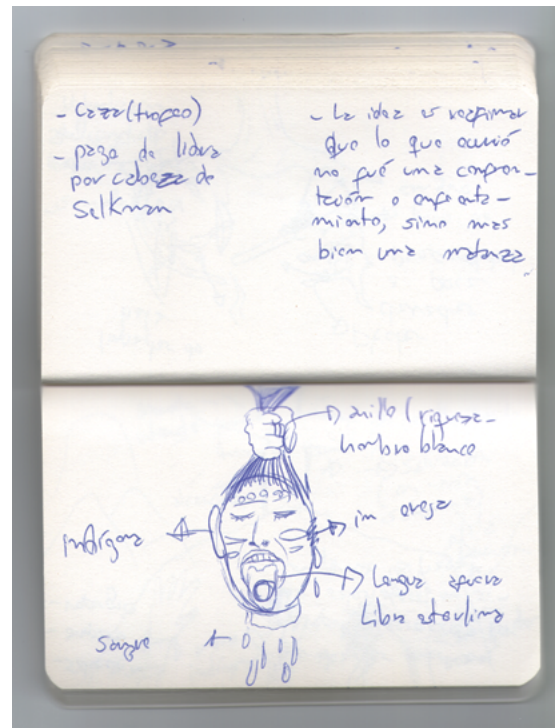 - Caza (trofeo)
- pago de libra
por cabeza de
Selknam
- La idea es reafirmar
que lo que ocurrió
no fué una confron-
tación o enfrenta-
miento, sino mas
bien una matanza
anillo (riqueza-
hombre blanco
indígena
sin oreja
Lengua afuera
Libra esterlina
Sangre